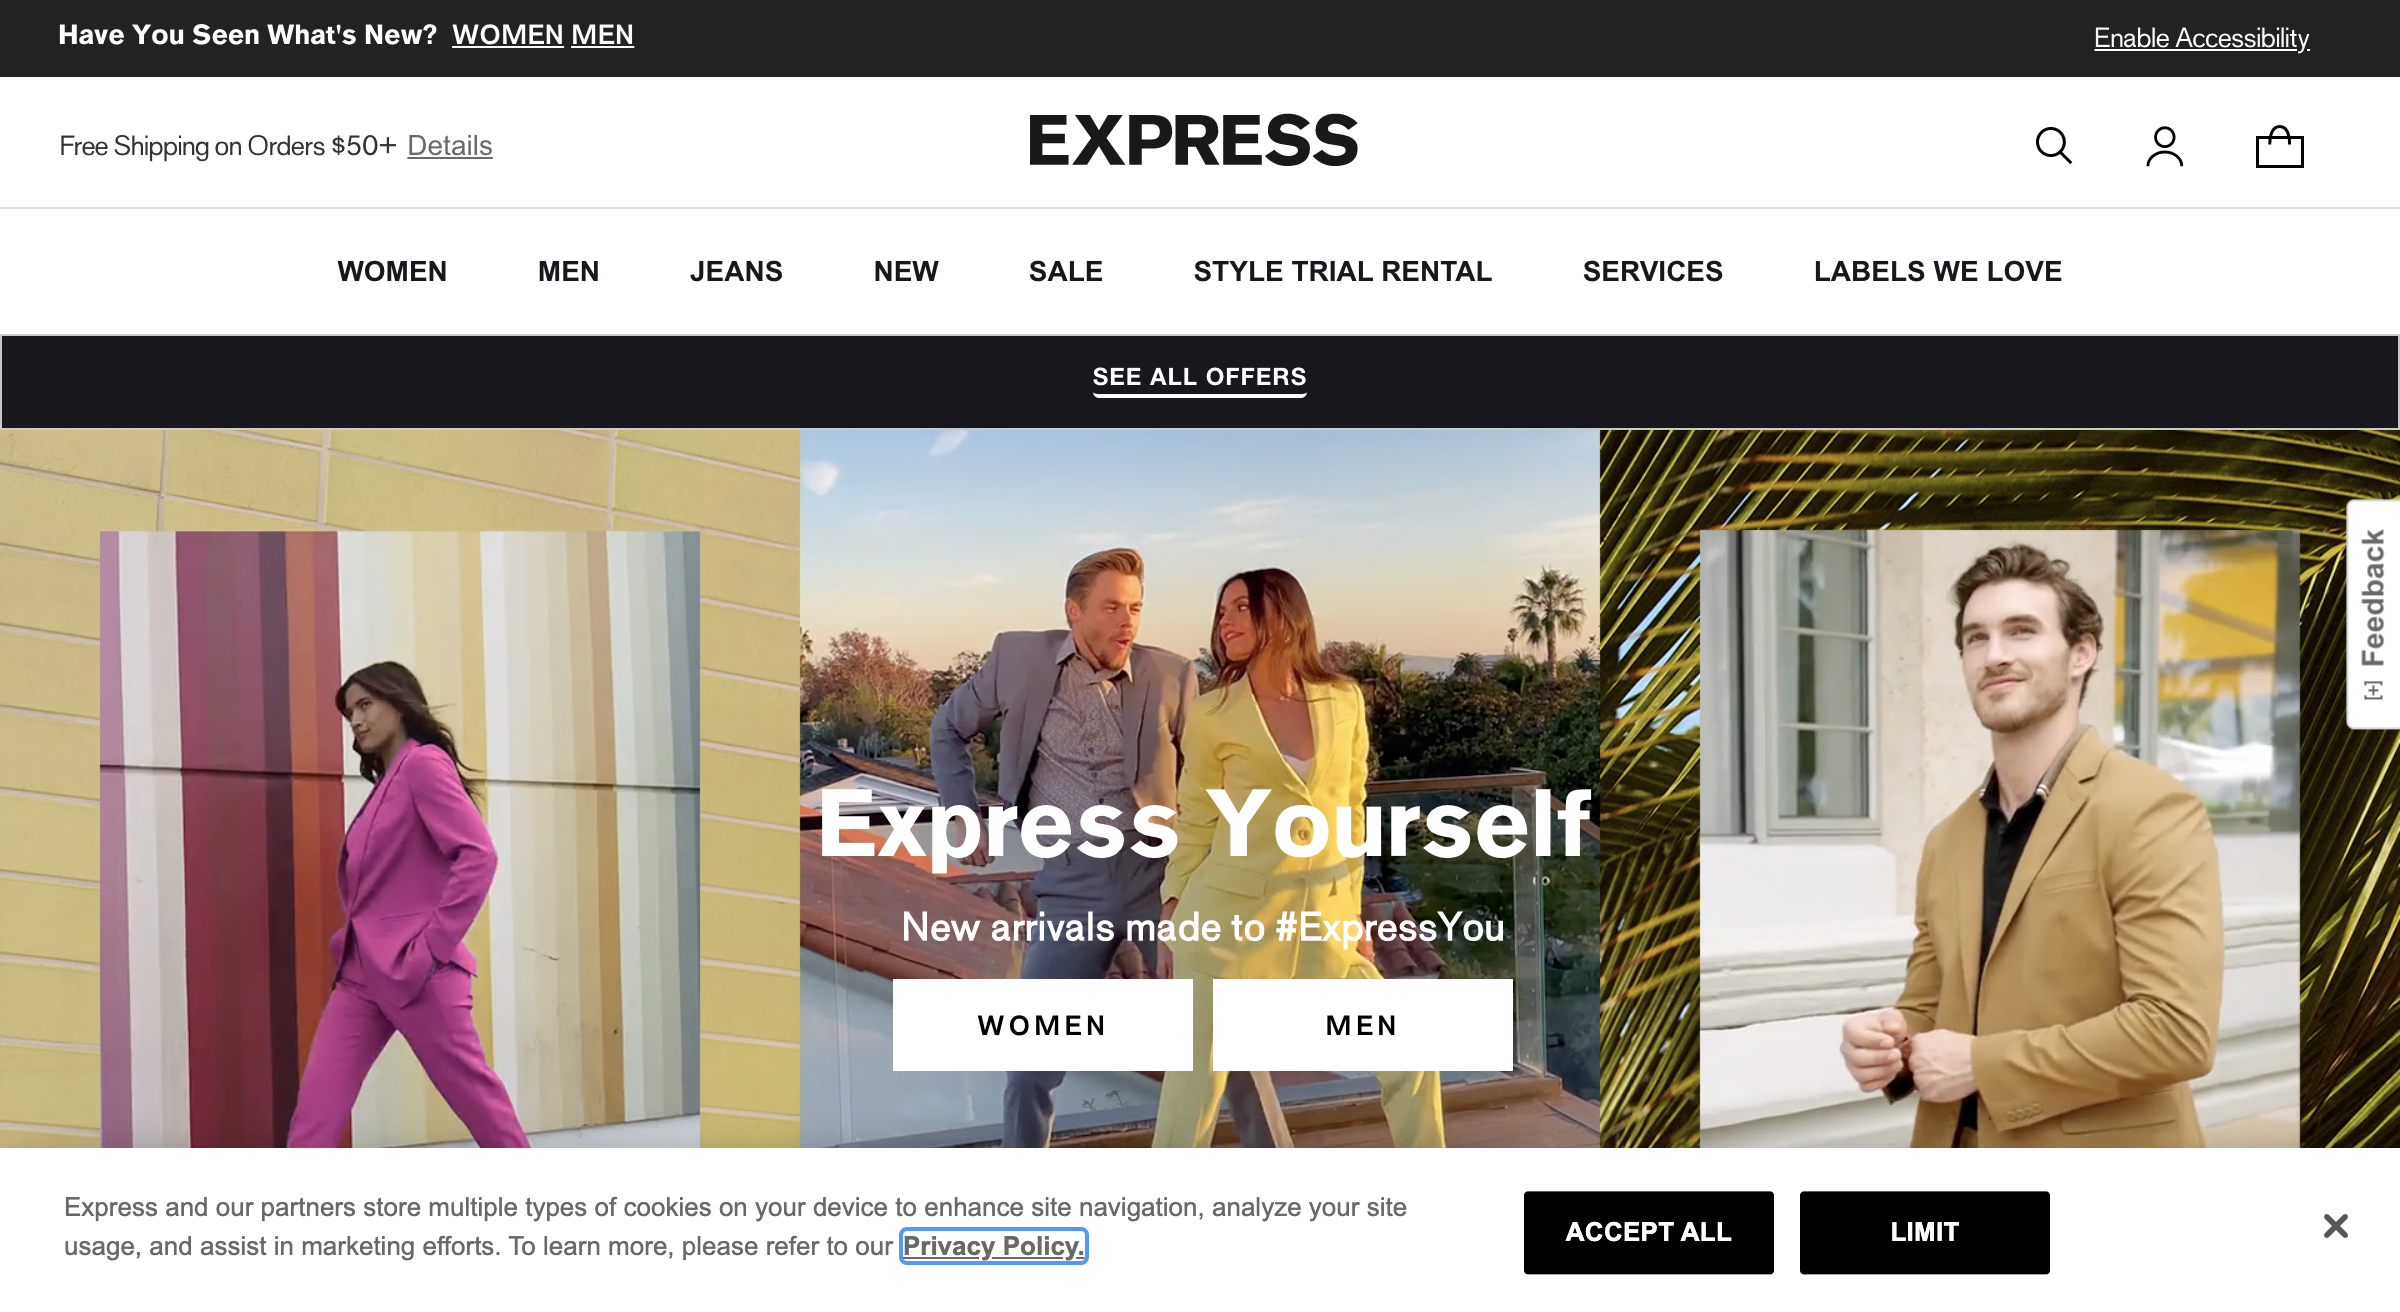 Have You Seen What's New? WOMEN MEN
Enable Accessibility
Free Shipping on Orders $50+ Details
EXPRESS
WOMEN MEN JEANS NEW SALE STYLE TRIAL RENTAL SERVICES LABELS WE LOVE
SEE ALL OFFERS
[+] Feedback
Express Yourself
New arrivals made to #ExpressYou
WOMEN
MEN
Express and our partners store multiple types of cookies on your device to enhance site navigation, analyze your site
usage, and assist in marketing efforts. To learn more, please refer to our Privacy Policy.
ACCEPT ALL
LIMIT